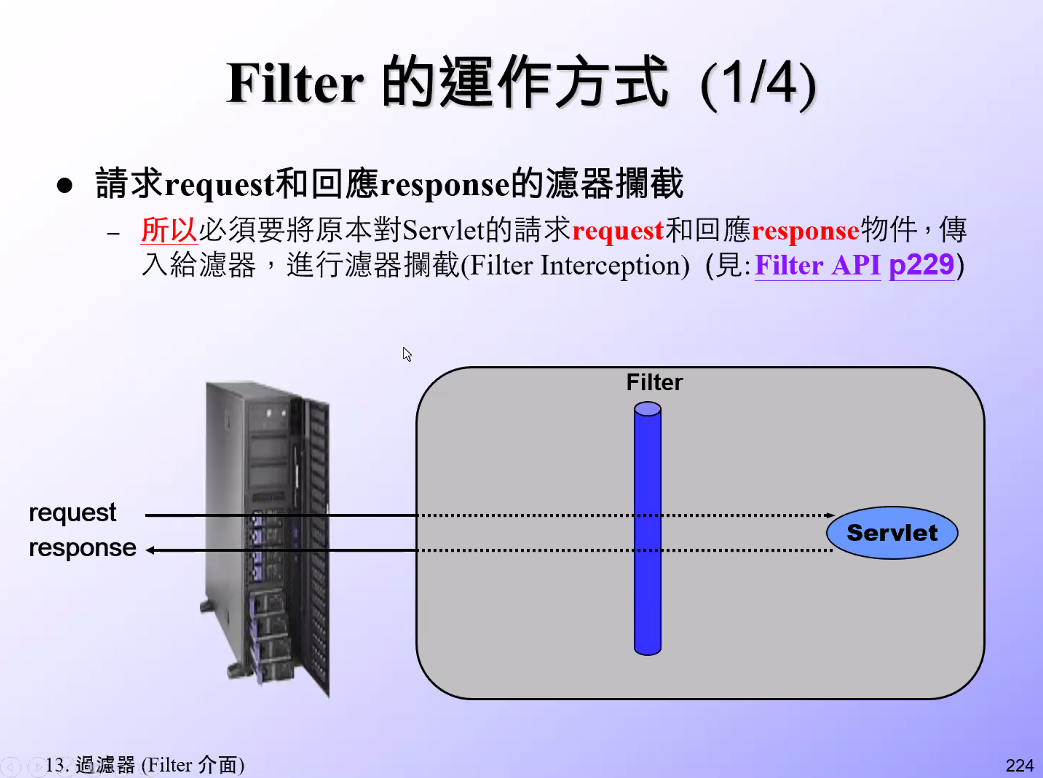 Filter 的運作方式 (1/4)
● 請求request和回應response的濾器攔截
– 所以必須要將原本對Servlet的請求request和回應response物件，傳
入給濾器，進行濾器攔截(Filter Interception) (見:Filter API p229)
Filter
request
response
Servlet
13. 過濾器 (Filter 介面)
224